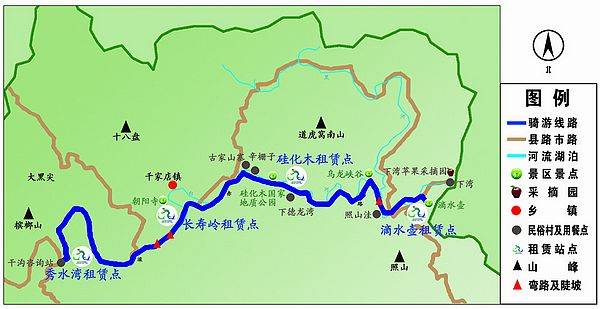 北
十八盘
道虎窝南山
古家山寨
辛栅子
硅化木租赁点
千家店镇
乌龙峡谷
下湾苹果采摘园
下湾
大黑尖
朝阳寺
硅化木国家
地质公园
滴水壶
槟榔山
长寿岭租赁点
下德龙湾
照山洼
滴水壶租赁点
干沟咨询站
秀水湾租赁点
照山
图例
骑游线路
县路市路
河流湖泊
景区景点
采摘园
乡镇
民俗村及用餐点
租赁站点
山峰
弯路及陡坡